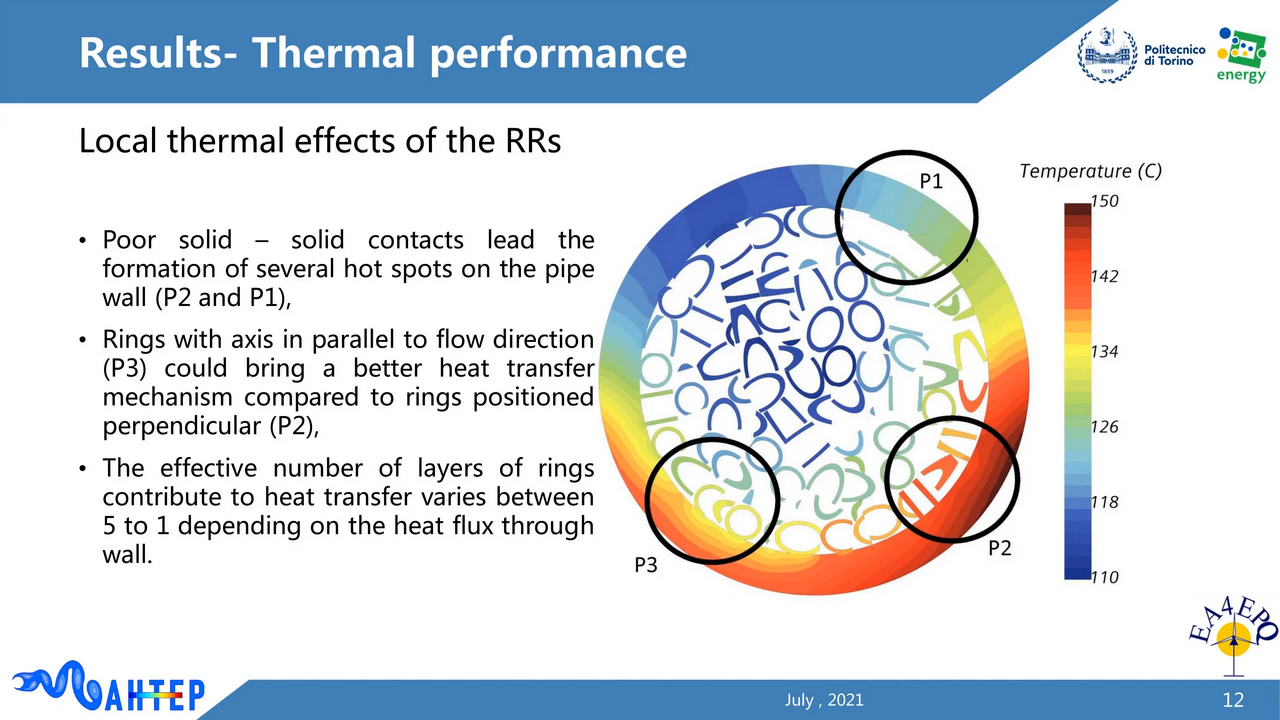 Results- Thermal performance
Politecnico
di Torino
1859
energy
Local thermal effects of the RRs
• Poor solid – solid contacts lead the
formation of several hot spots on the pipe
wall (P2 and P1),
• Rings with axis in parallel to flow direction
(P3) could bring a better heat transfer
mechanism compared to rings positioned
perpendicular (P2),
• The effective number of layers of rings
contribute to heat transfer varies between
5 to 1 depending on the heat flux through
wall.
P1
P2
P3
Temperature (C)
150
142
134
126
118
110
EA4EPQ
MAHTEP
July , 2021
12